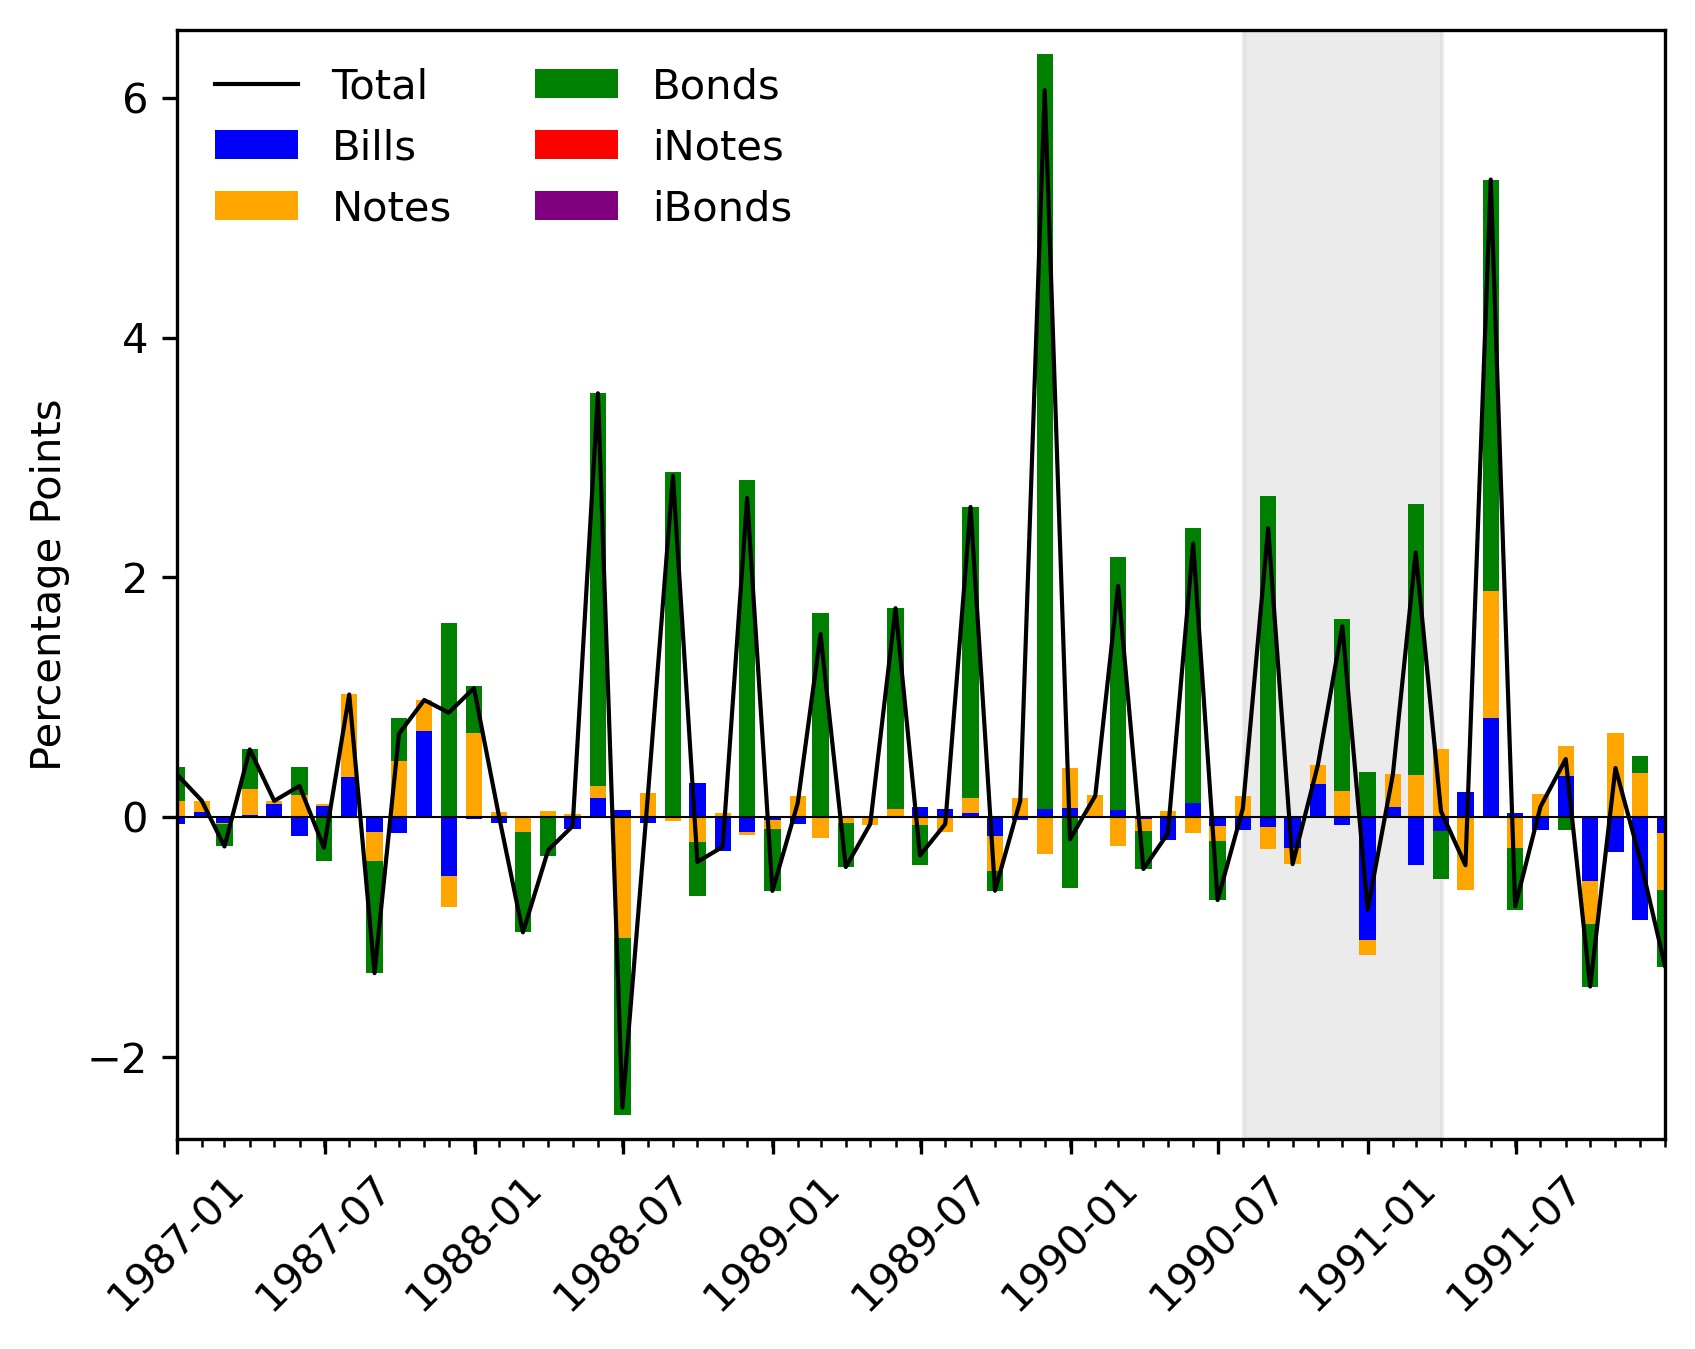 Total
Bills
Notes
Bonds
iNotes
iBonds
Percentage Points
6
4
2
0
−2
1987-01
1987-07
1988-01
1988-07
1989-01
1989-07
1990-01
1990-07
1991-01
1991-07